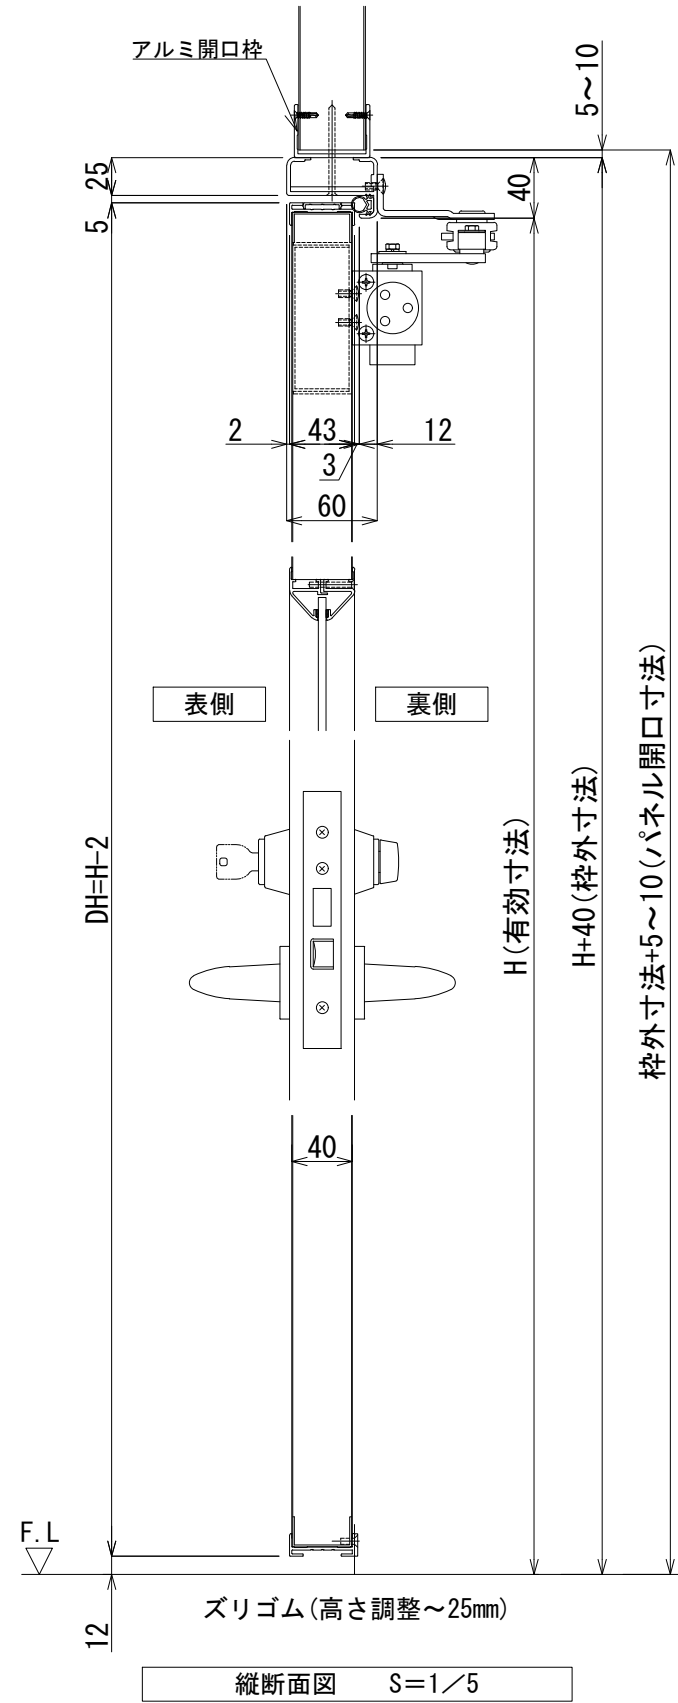 アルミ開口枠
5～10
25
5
40
2
43
12
3
60
表側
裏側
DH=H-2
H(有効寸法)
H+40(枠外寸法)
枠外寸法+5～10(パネル開口寸法)
40
F.L
12
ズリゴム(高さ調整～25mm)
縦断面図 S=1／5